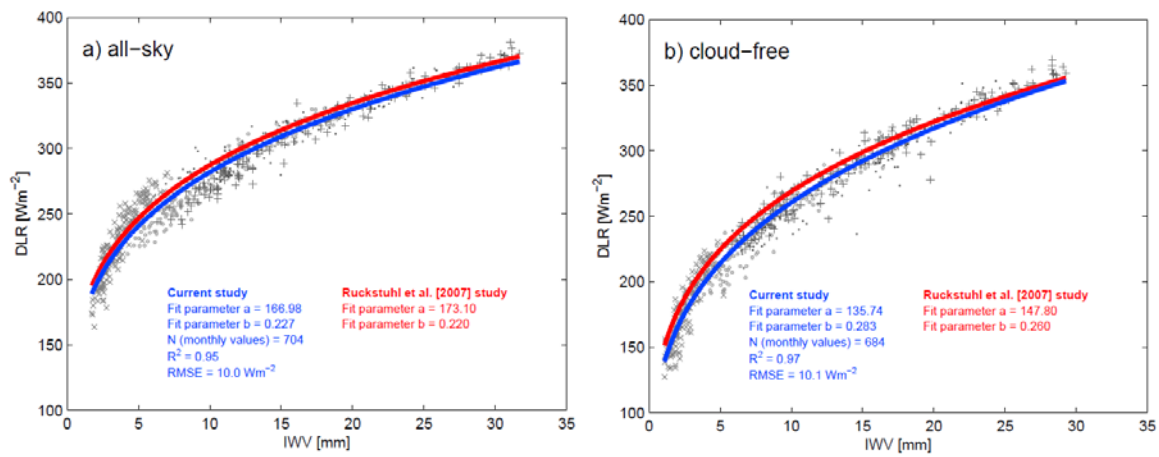 a) all−sky
DLR [Wm−2]
400
350
300
250
200
150
100
Current study
Fit parameter a = 166.98
Fit parameter b = 0.227
N (monthly values) = 704
R2 = 0.95
RMSE = 10.0 Wm−2
Ruckstuhl et al. [2007] study
Fit parameter a = 173.10
Fit parameter b = 0.220
0 5 10 15 20 25 30 35
IWV [mm]
b) cloud−free
DLR [Wm−2]
400
350
300
250
200
150
100
Current study
Fit parameter a = 135.74
Fit parameter b = 0.283
N (monthly values) = 684
R2 = 0.97
RMSE = 10.1 Wm−2
Ruckstuhl et al. [2007] study
Fit parameter a = 147.80
Fit parameter b = 0.260
0 5 10 15 20 25 30 35
IWV [mm]